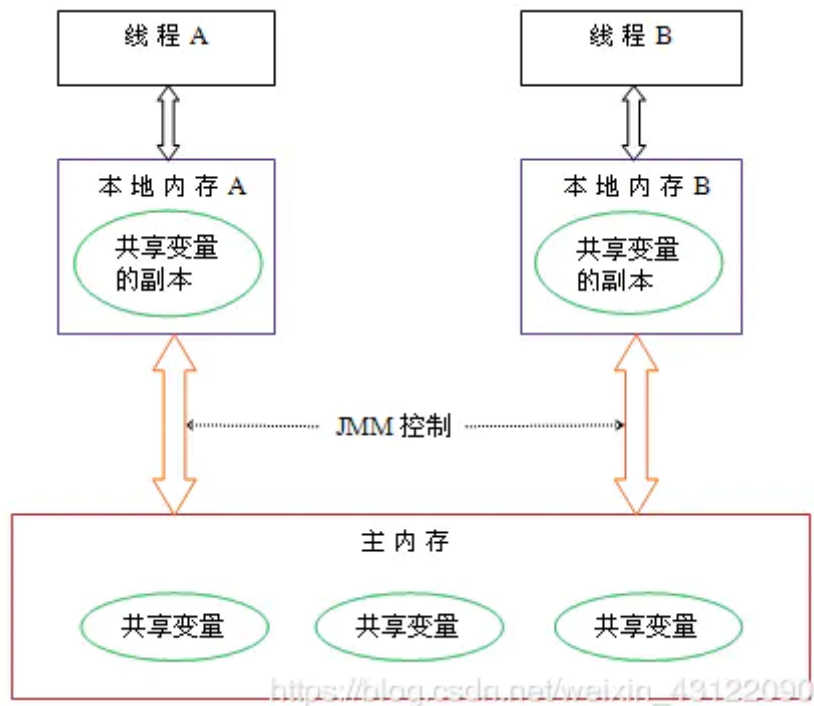 线程 A
线程 B
本地内存 A
本地内存 B
共享变量
的副本
共享变量
的副本
JMM 控制
主内存
共享变量
共享变量
共享变量
https://blog.csdn.net/weixin_43122090